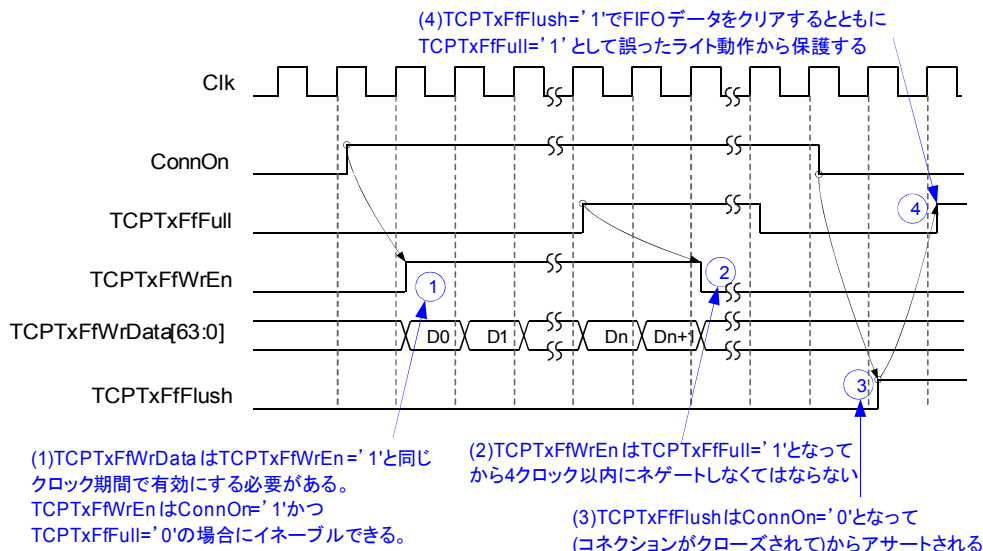 (4)TCPTxFfFlush='1'でFIFOデータをクリアするとともに
TCPTxFfFull='1'として誤ったライト動作から保護する
Clk
ConnOn
TCPTxFfFull
4
TCPTxFfWrEn
1
2
TCPTxFfWrData[63:0]
D0
D1
Dn
Dn+1
TCPTxFfFlush
3
(1)TCPTxFfWrDataはTCPTxFfWrEn='1'と同じ
クロック期間で有効にする必要がある。
TCPTxFfWrEnはConnOn='1'かつ
TCPTxFfFull='0'の場合にイネーブルできる。
(2)TCPTxFfWrEnはTCPTxFfFull='1'となって
から4クロック以内にネゲートしなくてはならない
(3)TCPTxFfFlushはConnOn='0'となって
(コネクションがクローズされて)からアサートされる